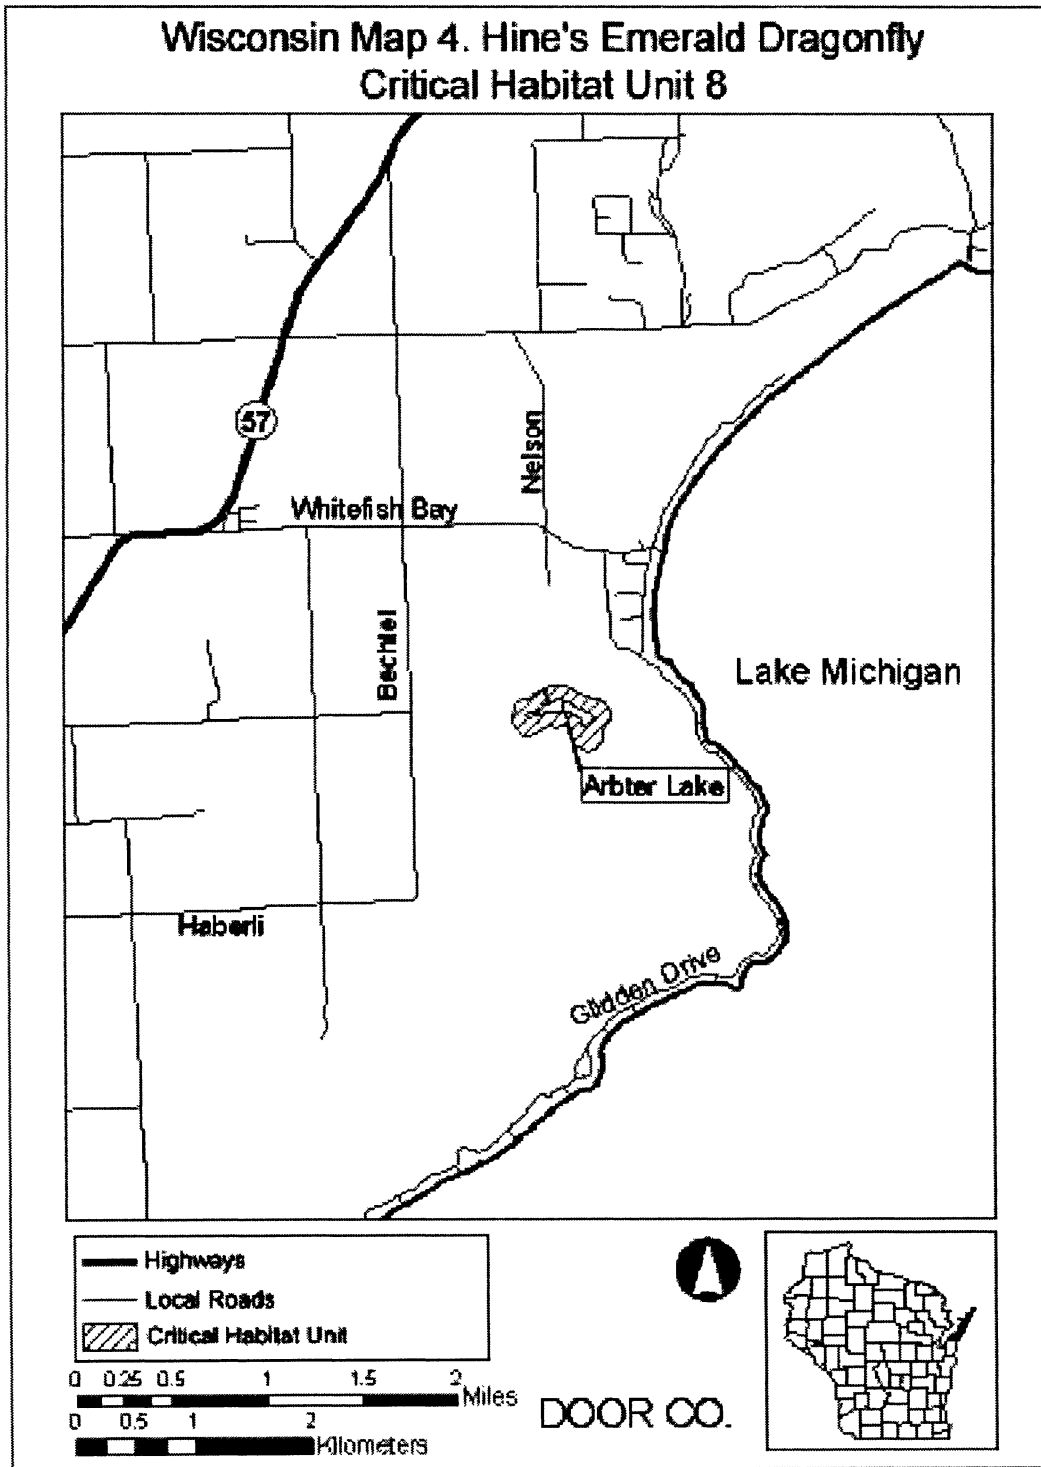 Wisconsin Map 4. Hine's Emerald Dragonfly
Critical Habitat Unit 8
57
Nelson
Whitefish Bay
Bechtel
Lake Michigan
Arbter Lake
Haberli
Glidden Drive
Highways
Local Roads
Critical Habitat Unit
0 0.25 0.5 1 1.5 2
Miles
0 0.5 1 2
Kilometers
DOOR CO.